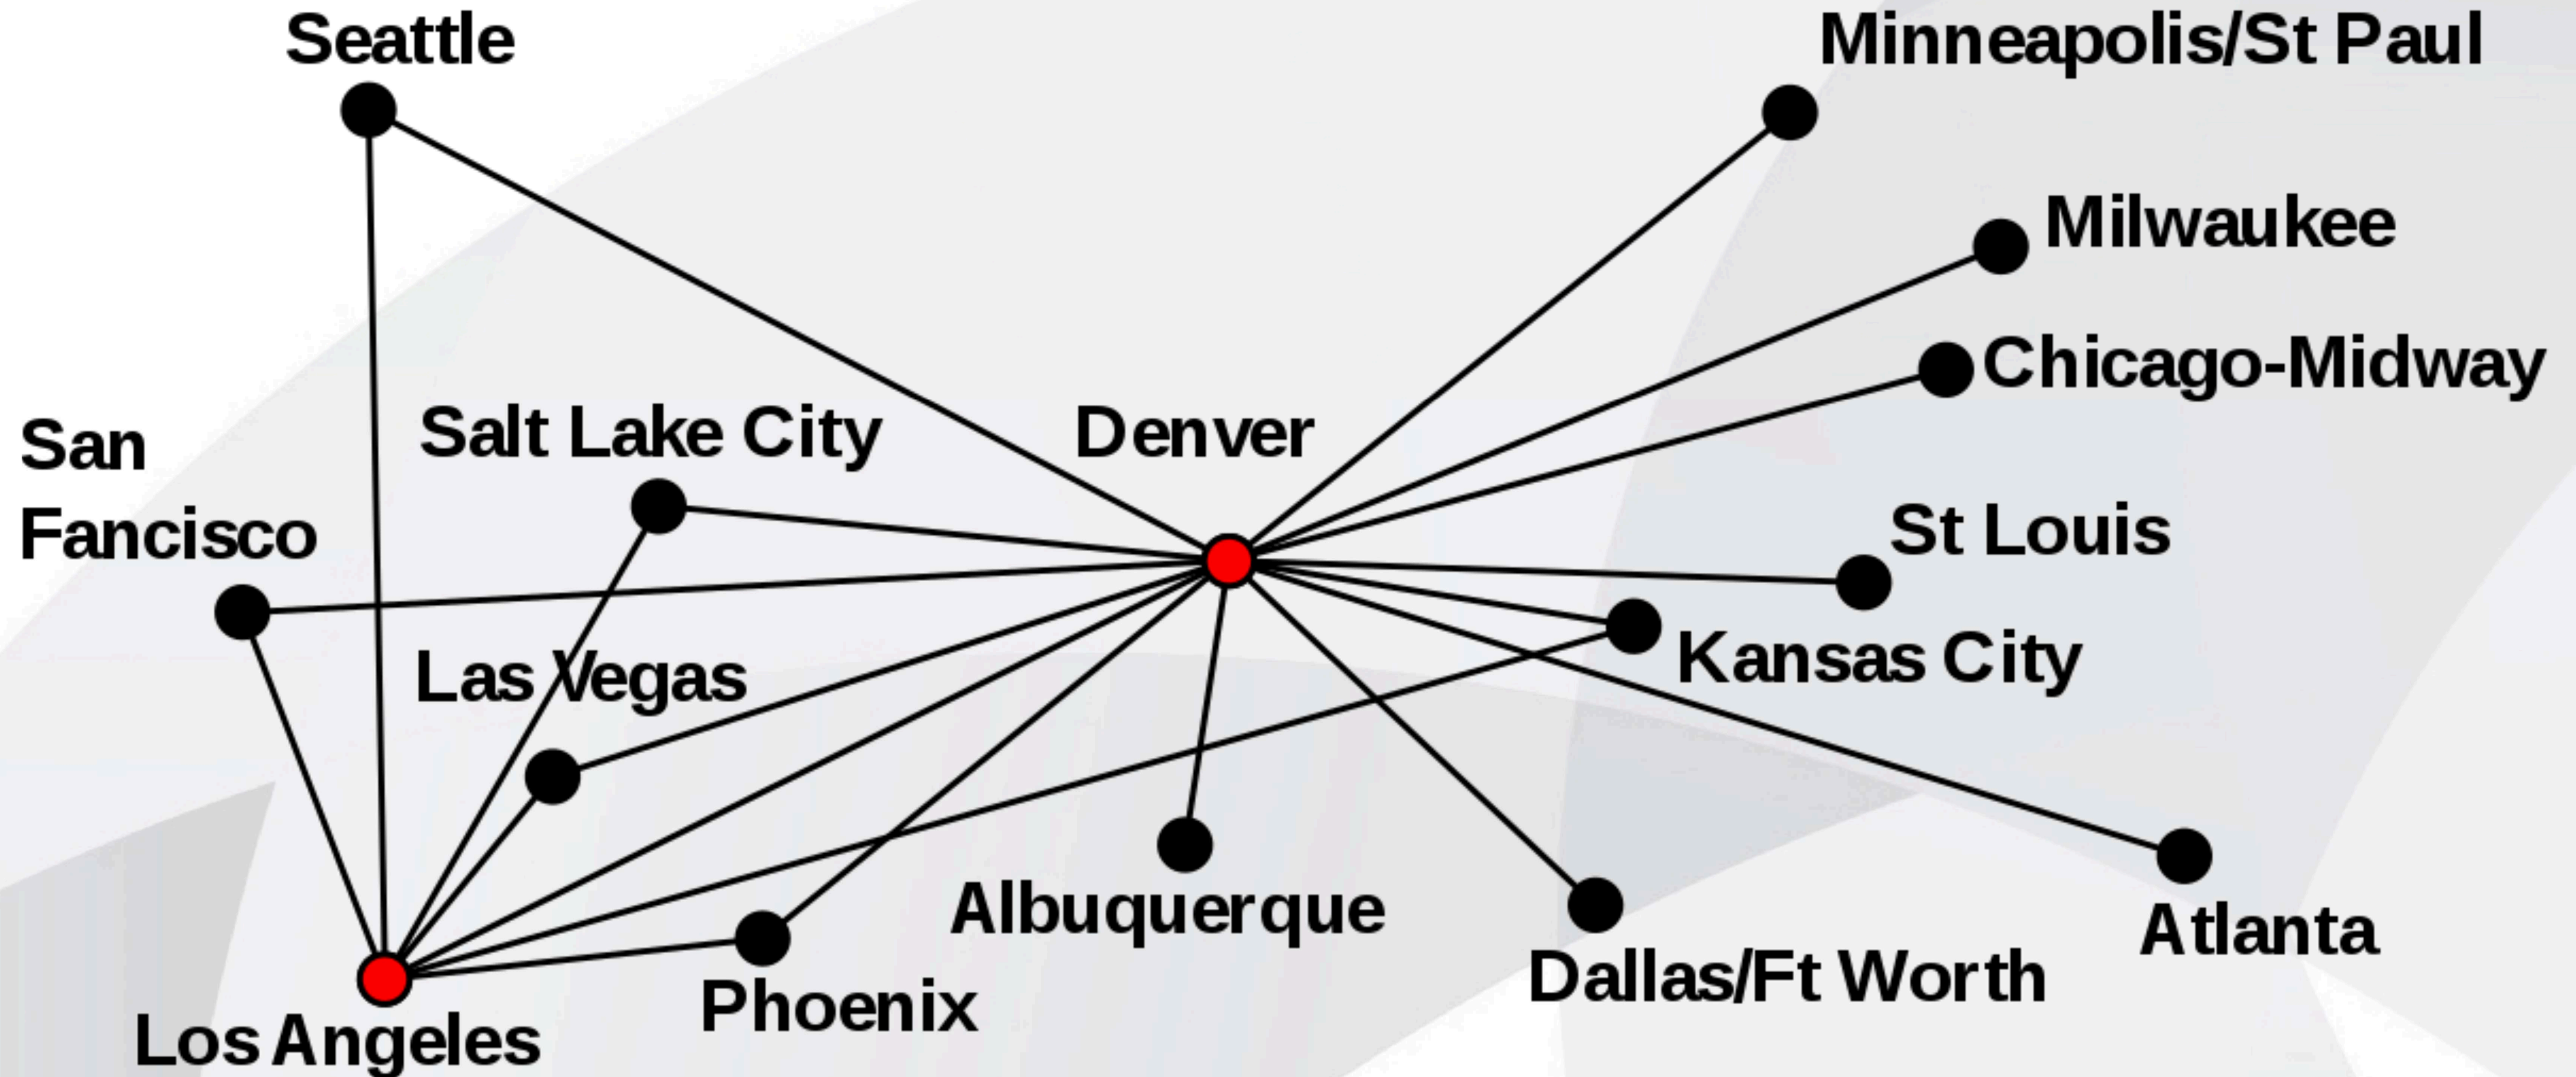 Seattle
Minneapolis/St Paul
Milwaukee
Chicago-Midway
San
Fancisco
Salt Lake City
Denver
St Louis
Kansas City
Las Vegas
Albuquerque
Atlanta
Dallas/Ft Worth
Phoenix
Los Angeles